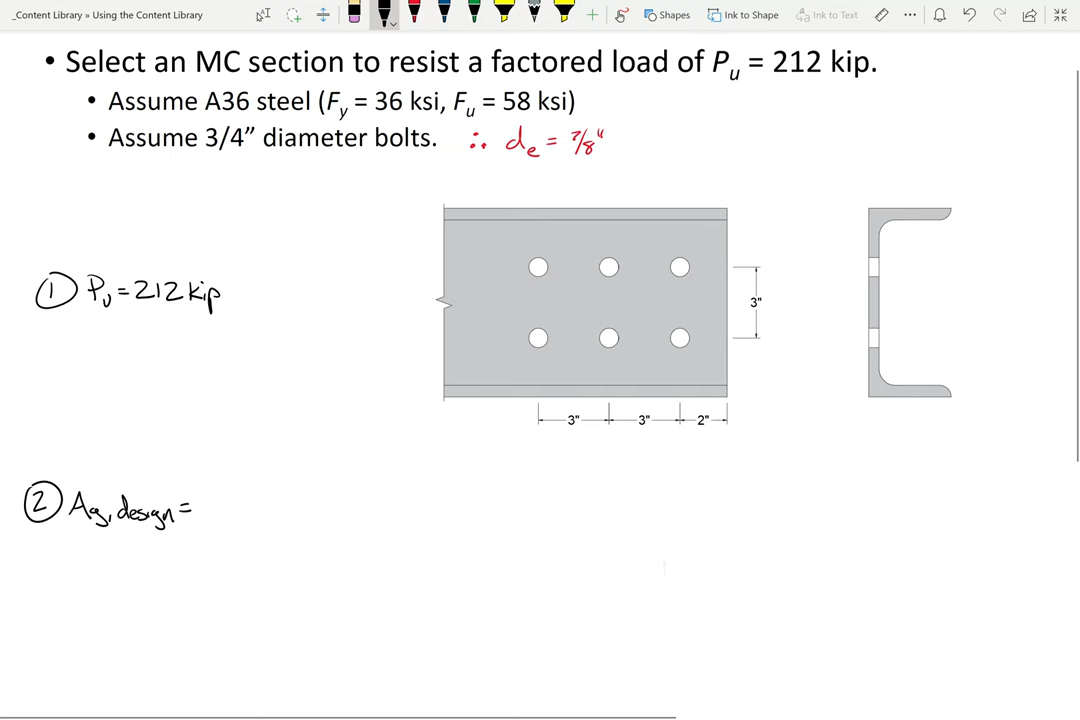 _Content Library » Using the Content Library
Shapes
Ink to Shape
Ink to Text
• Select an MC section to resist a factored load of Pu = 212 kip.
• Assume A36 steel (Fy = 36 ksi, Fu = 58 ksi)
• Assume 3/4” diameter bolts. ∴ de = 7/8"
① Pu = 212 kip
3"
3" 3" 2"
② Ag, design =